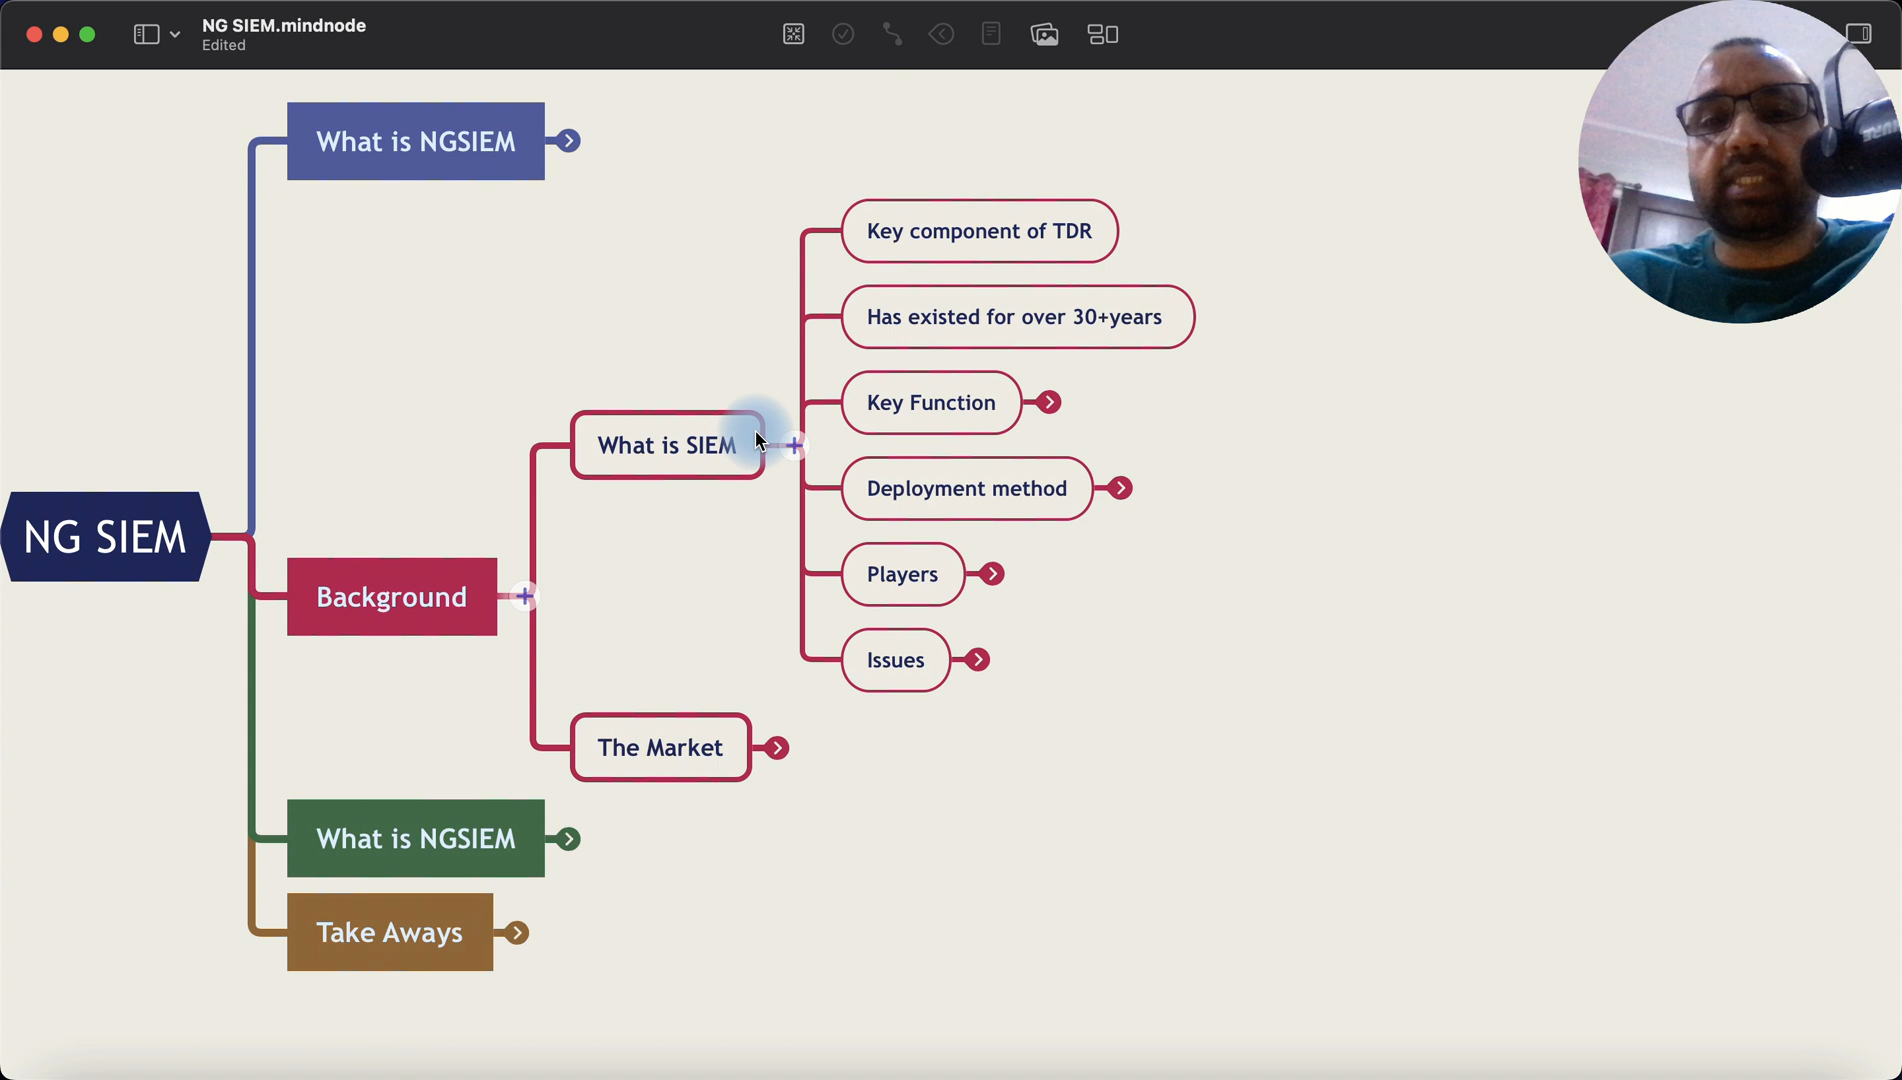 NG SIEM.mindnode
Edited
What is NGSIEM
Key component of TDR
Has existed for over 30+years
Key Function
What is SIEM
Deployment method
NG SIEM
Players
Background
Issues
The Market
What is NGSIEM
Take Aways
SHURE